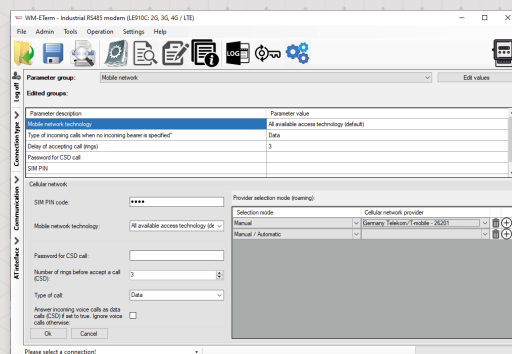 WM-ETerm - Industrial RS485 modem (LE910C: 2G, 3G, 4G / LTE)
File Admin Tools Operation Settings Help
LOG
Log off
Connection type
Communication
AT interface
Parameter group: Mobile network Edit values
Edited groups:
Parameter description Parameter value
Mobile network technology All available access technology (default)
Type of incoming calls when no incoming bearer is specified" Data
Delay of accepting call (rings) 3
Password for CSD call
SIM PIN
Cellular network
SIM PIN code: ••••
Mobile network technology: All available access technology (de
Password for CSD call:
Number of rings before accept a call (CSD): 3
Type of call: Data
Answer incoming voice calls as data
calls (CSD) if set to true. Ignore voice
calls otherwise:
Ok Cancel
Provider selection mode (roaming):
Selection mode Cellular network provider
Manual Germany Telekom/T-mobile - 26201
Manual / Automatic
Please select a connection!